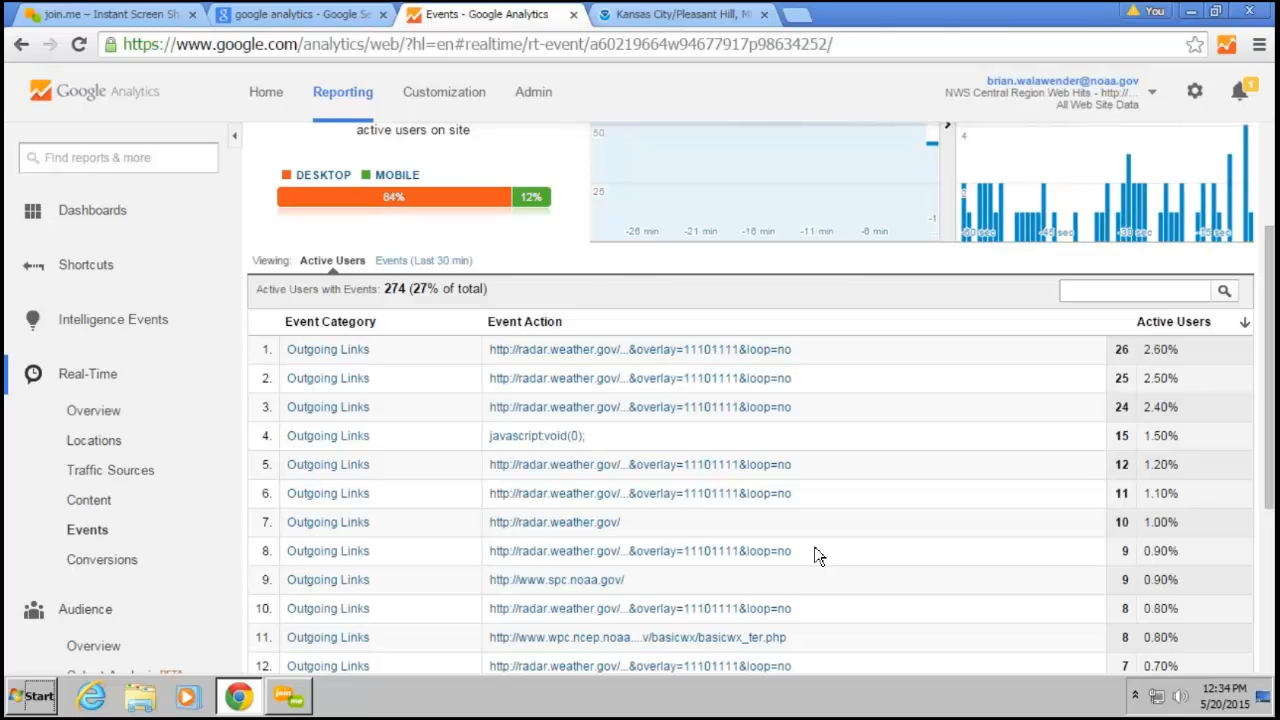 join.me – Instant Screen Sh
google analytics - Google Se
Events - Google Analytics
Kansas City/Pleasant Hill, M
You
https://www.google.com/analytics/web/?hl=en#realtime/rt-event/a60219664w94677917p98634252/
Google Analytics
Home
Reporting
Customization
Admin
brian.walawender@noaa.gov
NWS Central Region Web Hits - http://...
All Web Site Data
1
Find reports & more
Dashboards
Shortcuts
Intelligence Events
Real-Time
Overview
Locations
Traffic Sources
Content
Events
Conversions
Audience
Overview
active users on site
DESKTOP MOBILE
84% 12%
50
25
-26 min -21 min -16 min -11 min -6 min
-1
4
2
-60 sec -45 sec -30 sec -15 sec
Viewing: Active Users Events (Last 30 min)
Active Users with Events: 274 (27% of total)
Event Category Event Action Active Users
1. Outgoing Links http://radar.weather.gov/...&overlay=11101111&loop=no 26 2.60%
2. Outgoing Links http://radar.weather.gov/...&overlay=11101111&loop=no 25 2.50%
3. Outgoing Links http://radar.weather.gov/...&overlay=11101111&loop=no 24 2.40%
4. Outgoing Links javascript:void(0); 15 1.50%
5. Outgoing Links http://radar.weather.gov/...&overlay=11101111&loop=no 12 1.20%
6. Outgoing Links http://radar.weather.gov/...&overlay=11101111&loop=no 11 1.10%
7. Outgoing Links http://radar.weather.gov/ 10 1.00%
8. Outgoing Links http://radar.weather.gov/...&overlay=11101111&loop=no 9 0.90%
9. Outgoing Links http://www.spc.noaa.gov/ 9 0.90%
10. Outgoing Links http://radar.weather.gov/...&overlay=11101111&loop=no 8 0.80%
11. Outgoing Links http://www.wpc.ncep.noaa....v/basicwx/basicwx_ter.php 8 0.80%
12. Outgoing Links http://radar.weather.gov/...&overlay=11101111&loop=no 7 0.70%
Start
join.me
12:34 PM
5/20/2015